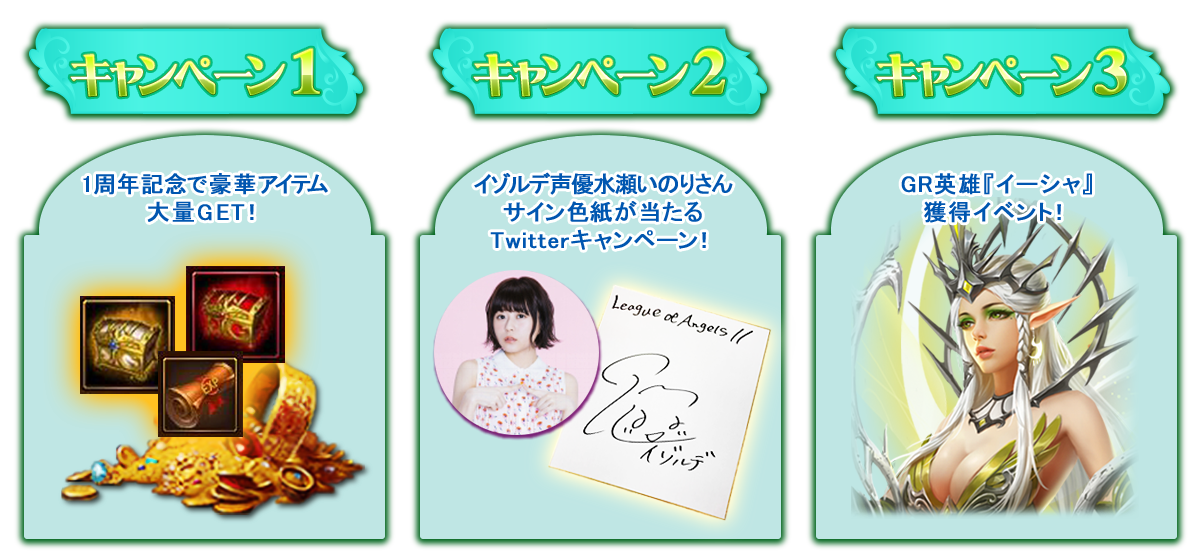 キャンペーン1
1周年記念で豪華アイテム
大量GET!
EXP
キャンペーン2
イゾルデ声優水瀬いのりさん
サイン色紙が当たる
Twitterキャンペーン!
League of Angels II
イゾルデ
キャンペーン3
GR英雄『イーシャ』
獲得イベント!